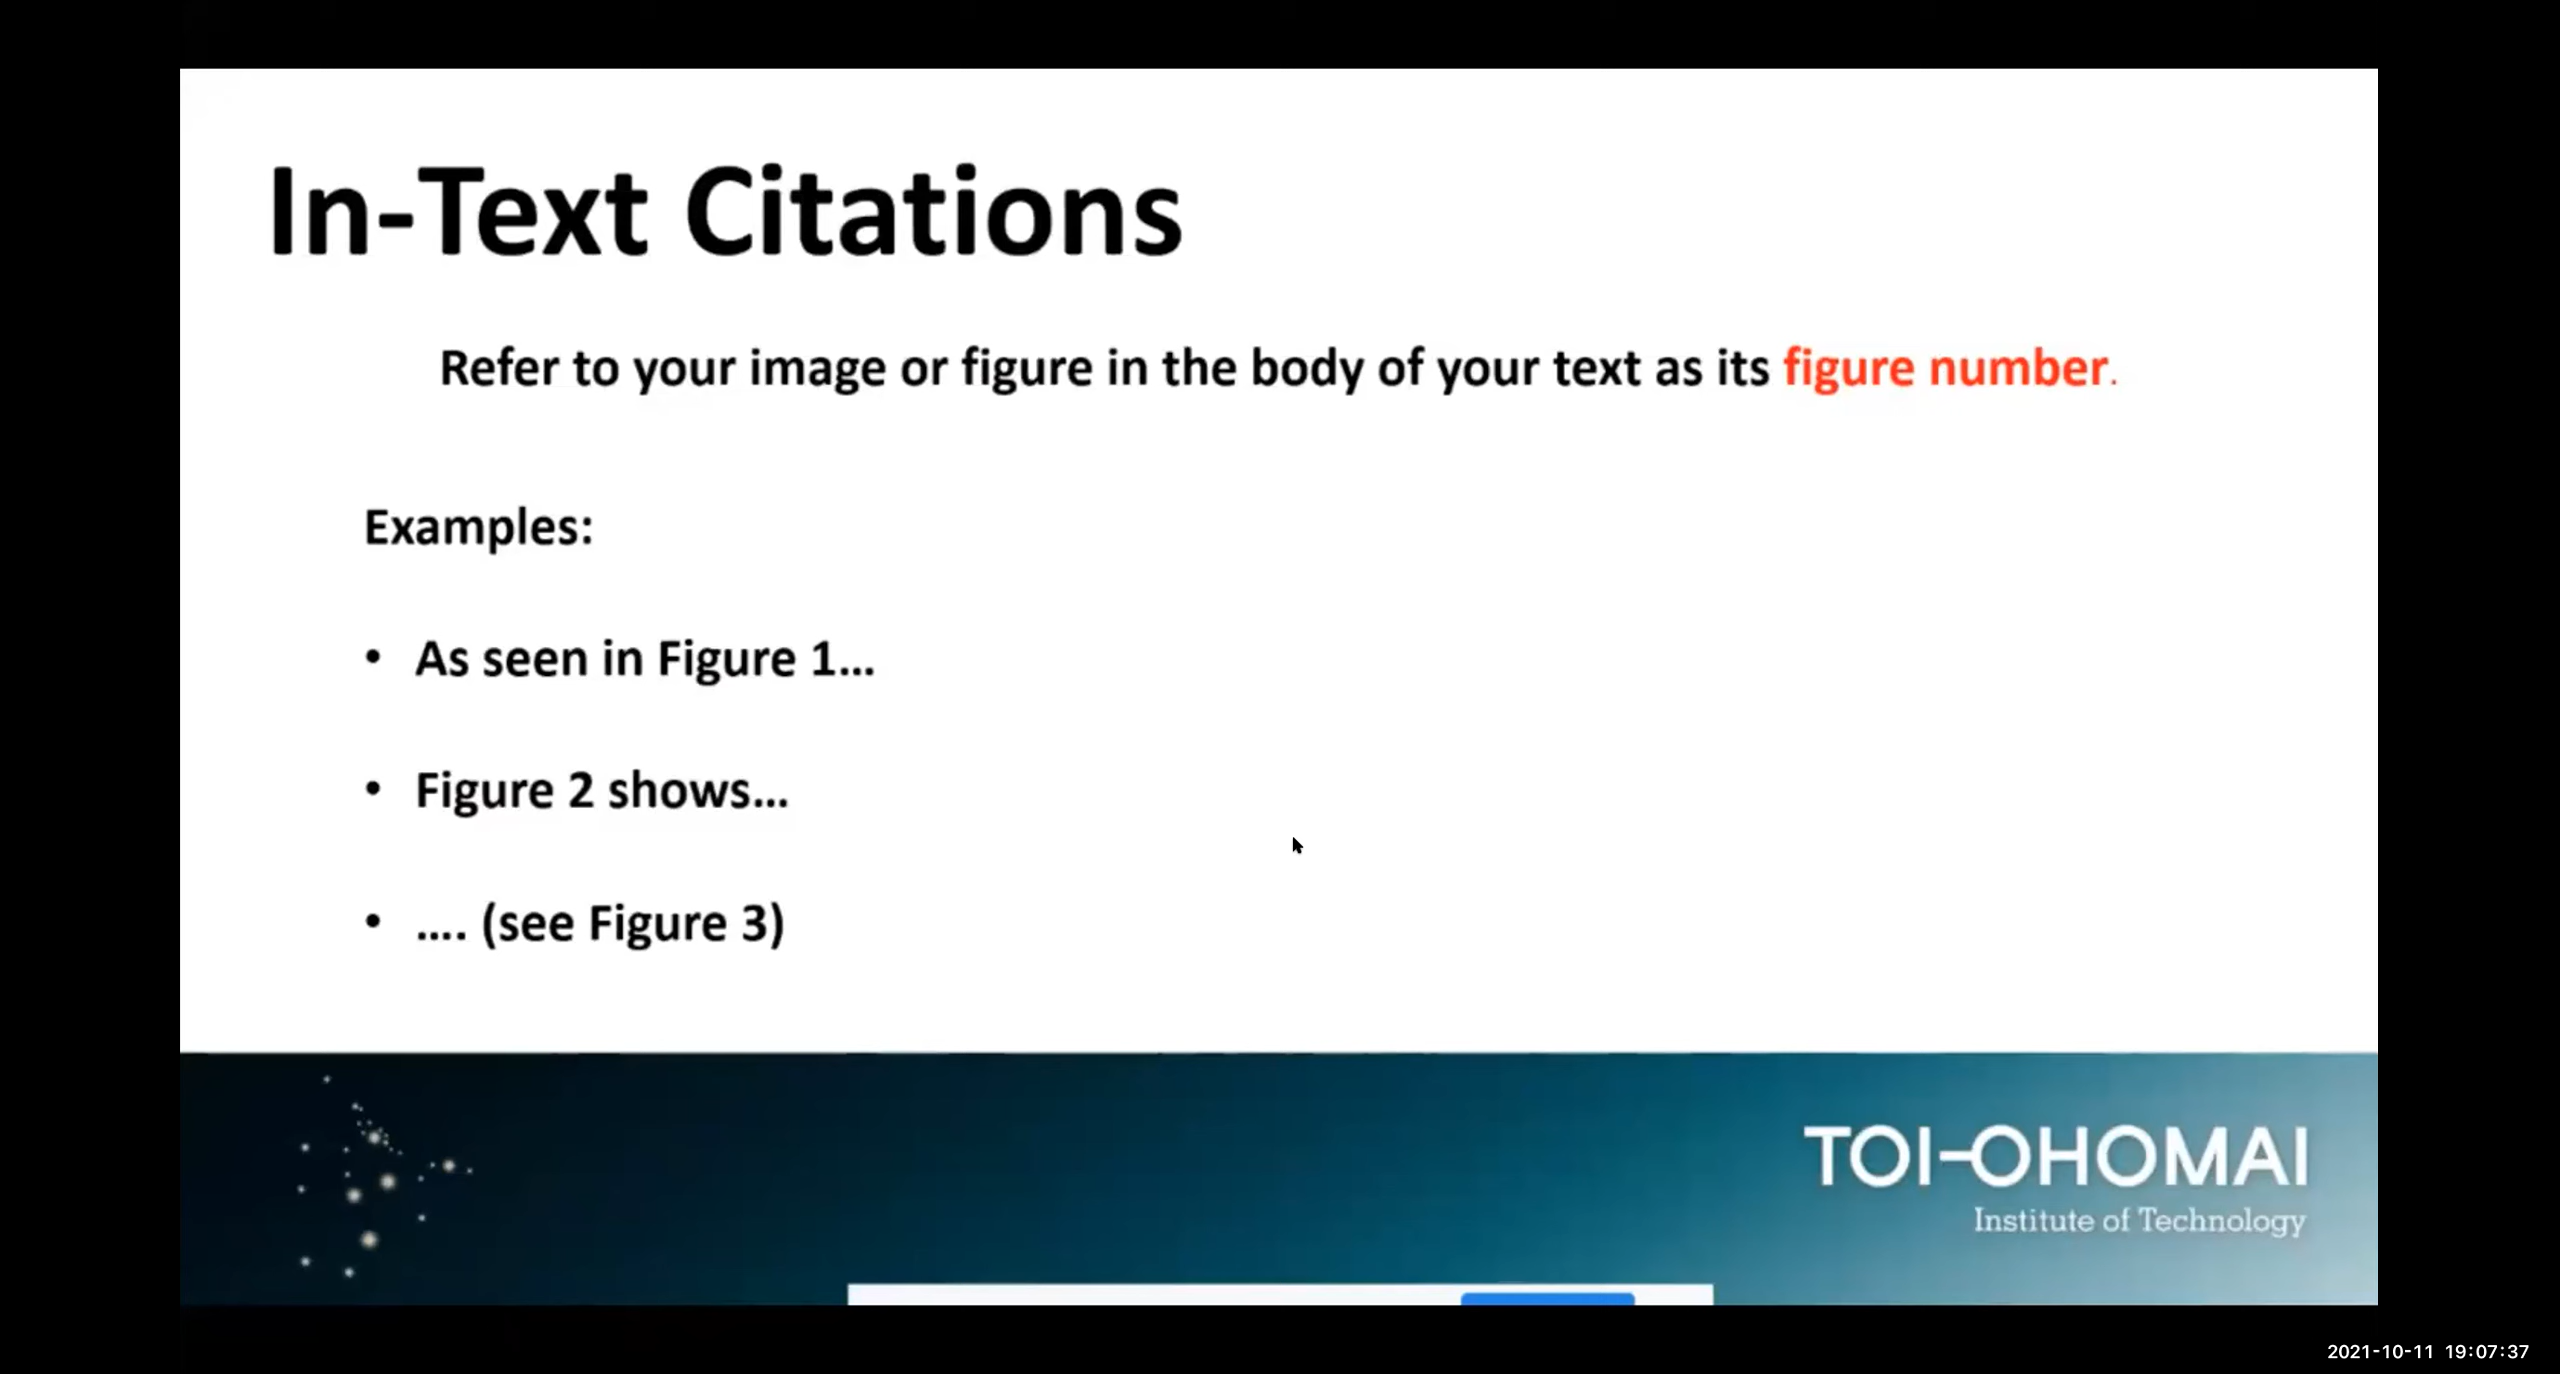 In-Text Citations
Refer to your image or figure in the body of your text as its figure number.
Examples:
• As seen in Figure 1...
• Figure 2 shows...
• .... (see Figure 3)
TOI-OHOMAI
Institute of Technology
2021-10-11 19:07:37